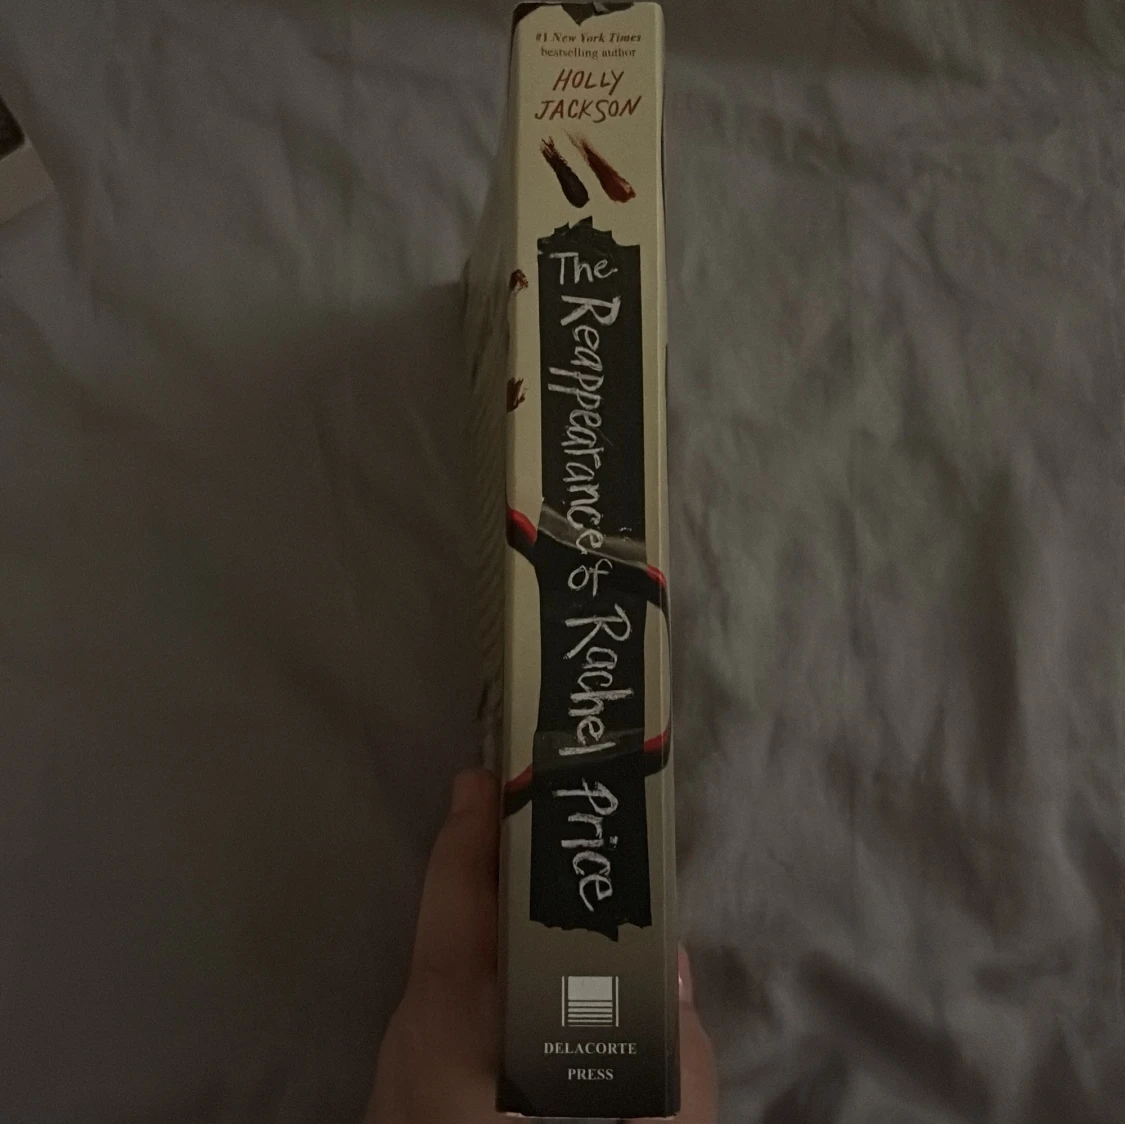 #1 New York Times
bestselling author
HOLLY
JACKSON
The Reappearance of Rachel Price
DELACORTE
PRESS